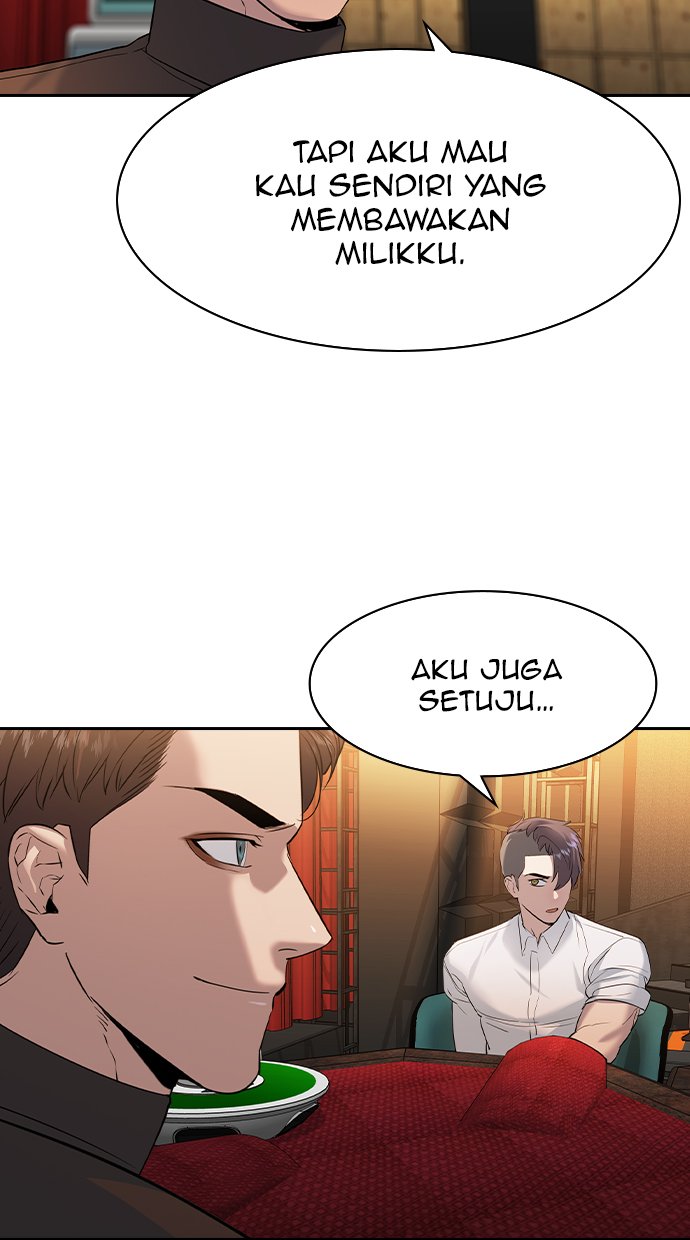 TAPI AKU MAU
KAU SENDIRI YANG
MEMBAWAKAN
MILIKKU.
AKU JUGA
SETUJU...